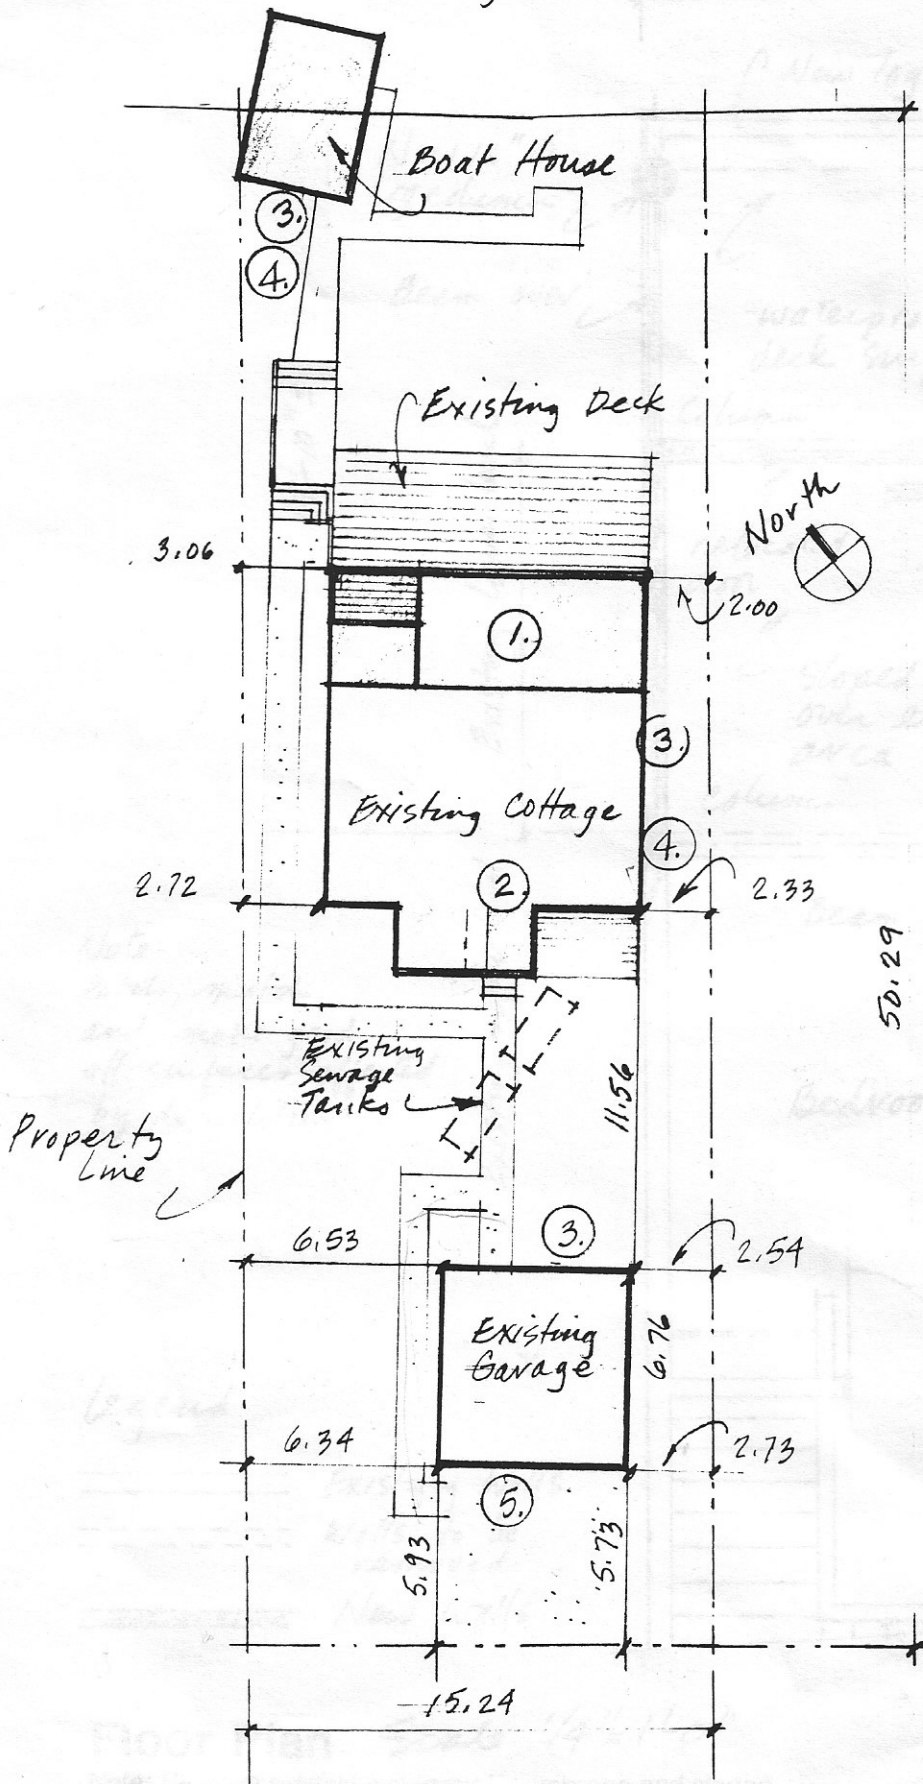 Boat House
3.
4.
Existing Deck
North
3.06
2.00
1.
3.
Existing Cottage
4.
2.72
2.
2.33
50.29
Existing
Sewage
Tanks
11.56
Property
Line
6.53
3.
2.54
Existing
Garage
6.76
6.34
2.73
5.
5.93
5.73
15.24
Floor Plan